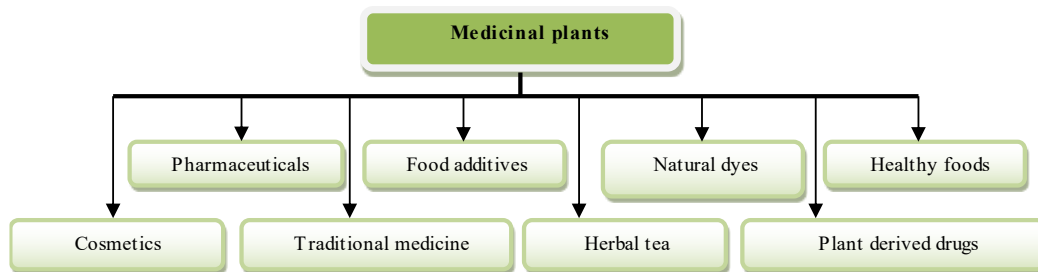 Medicinal plants
Pharmaceuticals
Food additives
Natural dyes
Healthy foods
Cosmetics
Traditional medicine
Herbal tea
Plant derived drugs